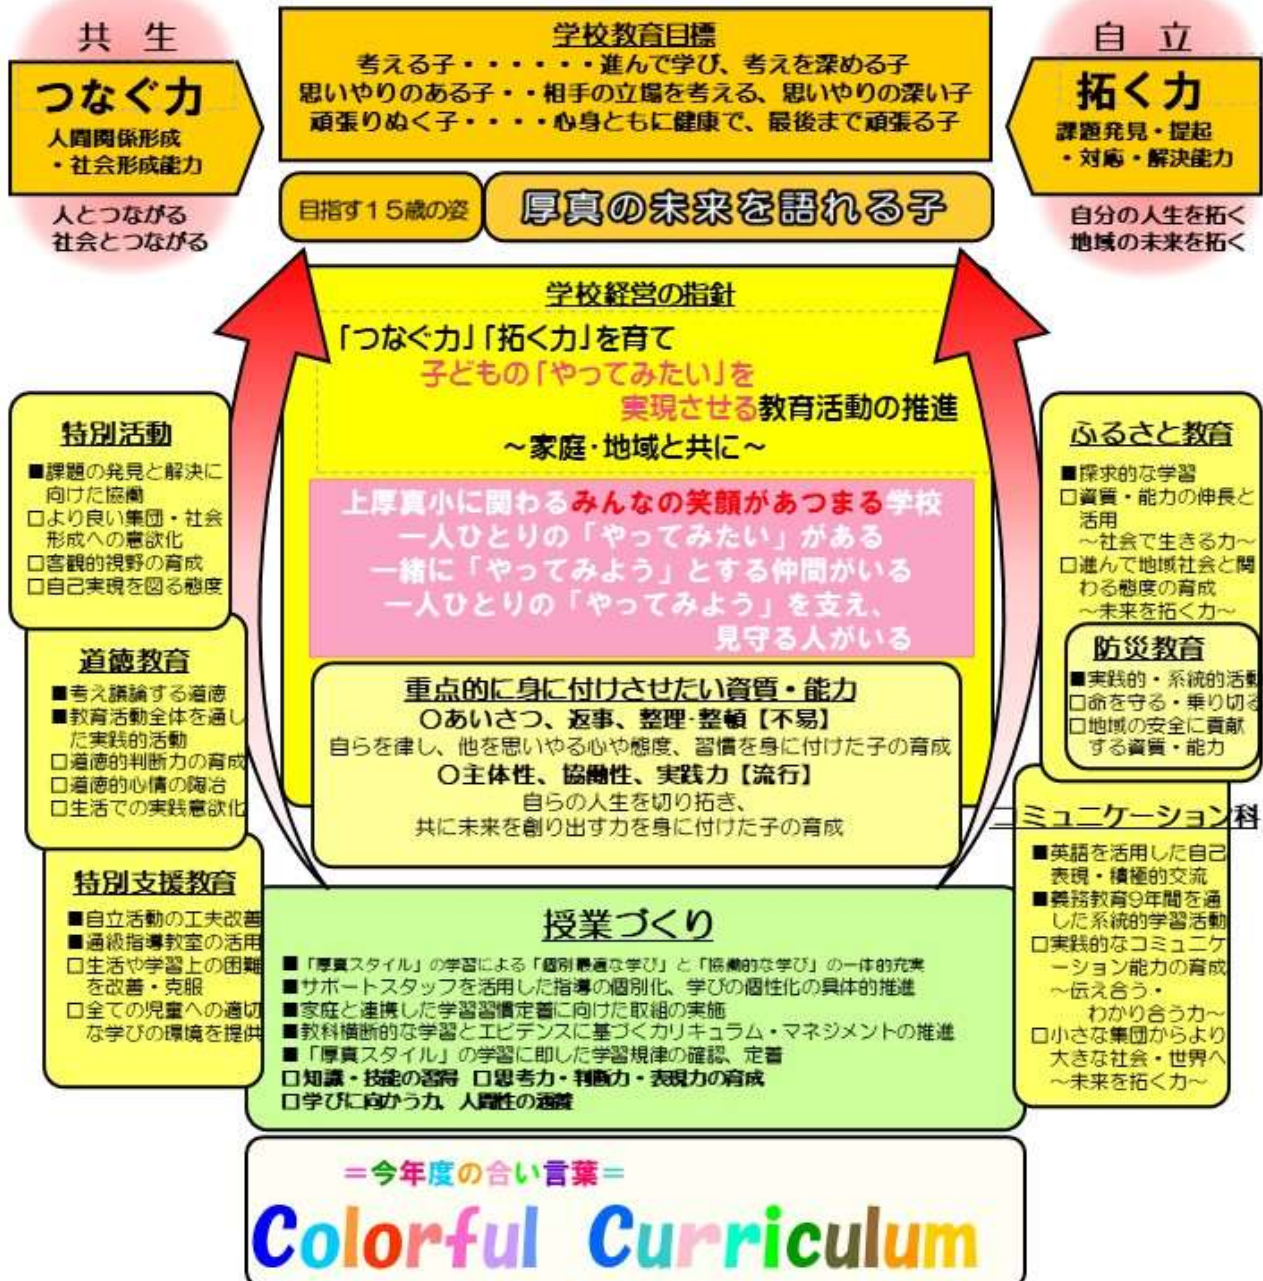 共 生
つなぐ力
人間関係形成
・社会形成能力
人とつながる
社会とつながる
学校教育目標
考える子・・・・・・進んで学び、考えを深める子
思いやりのある子・・相手の立場を考える、思いやりの深い子
頑張りぬく子・・・・心身ともに健康で、最後まで頑張る子
自 立
拓く力
課題発見・提起
・対応・解決能力
自分の人生を拓く
地域の未来を拓く
目指す15歳の姿
厚真の未来を語れる子
学校経営の指針
「つなぐ力」「拓く力」を育て
子どもの「やってみたい」を
実現させる教育活動の推進
～家庭・地域と共に～
上厚真小に関わるみんなの笑顔があつまる学校
一人ひとりの「やってみたい」がある
一緒に「やってみよう」とする仲間がいる
一人ひとりの「やってみよう」を支え、
見守る人がいる
重点的に身に付けさせたい資質・能力
○あいさつ、返事、整理・整頓【不易】
自らを律し、他を思いやる心や態度、習慣を身に付けた子の育成
○主体性、協働性、実践力【流行】
自らの人生を切り拓き、
共に未来を創り出す力を身に付けた子の育成
特別活動
■課題の発見と解決に
向けた協働
□より良い集団・社会
形成への意欲化
□客観的視野の育成
□自己実現を図る態度
道徳教育
■考え議論する道徳
■教育活動全体を通し
た実践的活動
□道徳的判断力の育成
□道徳的心情の陶冶
□生活での実践意欲化
特別支援教育
■自立活動の工夫改善
■通級指導教室の活用
□生活や学習上の困難
を改善・克服
□全ての児童への適切
な学びの環境を提供
ふるさと教育
■探求的な学習
□資質・能力の伸長と
活用
～社会で生きる力～
□進んで地域社会と関
わる態度の育成
～未来を拓く力～
防災教育
■実践的・系統的活動
□命を守る・乗り切る
□地域の安全に貢献
する資質・能力
コミュニケーション科
■英語を活用した自己
表現・積極的交流
■義務教育9年間を通
した系統的学習活動
□実践的なコミュニケ
ーション能力の育成
～伝え合う・
わかり合う力～
□小さな集団からより
大きな社会・世界へ
～未来を拓く力～
授業づくり
■「厚真スタイル」の学習による「個別最適な学び」と「協働的な学び」の一体的充実
■サポートスタッフを活用した指導の個別化、学びの個性化の具体的推進
■家庭と連携した学習習慣定着に向けた取組の実施
■教科横断的な学習とエビデンスに基づくカリキュラム・マネジメントの推進
■「厚真スタイル」の学習に即した学習規律の確認、定着
□知識・技能の習得 □思考力・判断力・表現力の育成
□学びに向かう力、人間性の涵養
＝今年度の合い言葉＝
Colorful Curriculum